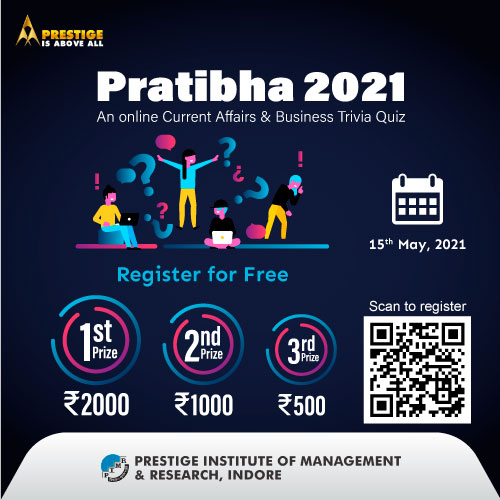 PRESTIGE
IS ABOVE ALL
Pratibha 2021
An online Current Affairs & Business Trivia Quiz
15th May, 2021
Register for Free
Scan to register
1st
Prize
₹2000
2nd
Prize
₹1000
3rd
Prize
₹500
PIMR
PRESTIGE INSTITUTE OF MANAGEMENT
& RESEARCH, INDORE